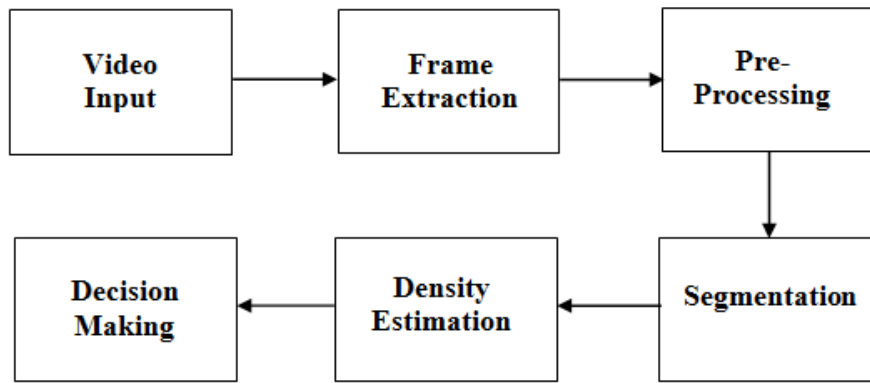 Video
Input
Frame
Extraction
Pre-
Processing
Segmentation
Density
Estimation
Decision
Making